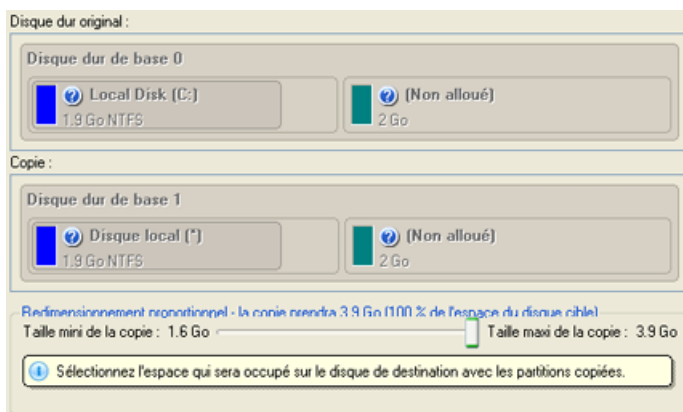 Disque dur original :
Disque dur de base 0
Local Disk (C:)
1.9 Go NTFS
(Non alloué)
2 Go
Copie :
Disque dur de base 1
Disque local (*)
1.9 Go NTFS
(Non alloué)
2 Go
Redimensionnement proportionnel - la copie prendra 3.9 Go (100 % de l'espace du disque cible)
Taille mini de la copie : 1.6 Go Taille maxi de la copie : 3.9 Go
Sélectionnez l'espace qui sera occupé sur le disque de destination avec les partitions copiées.